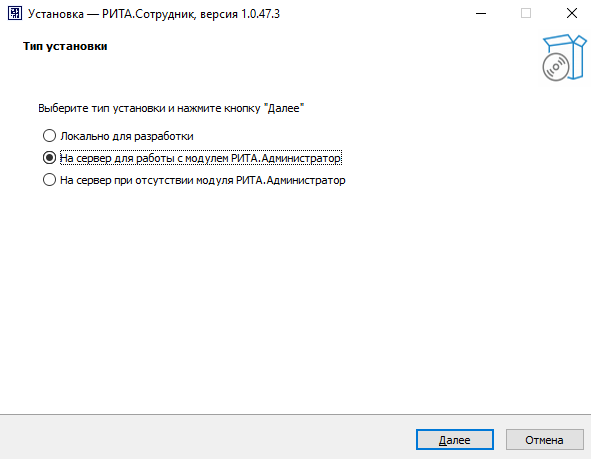 Установка — РИТА.Сотрудник, версия 1.0.47.3
Тип установки
Выберите тип установки и нажмите кнопку "Далее"
Локально для разработки
На сервер для работы с модулем РИТА.Администратор
На сервер при отсутствии модуля РИТА.Администратор
Далее Отмена